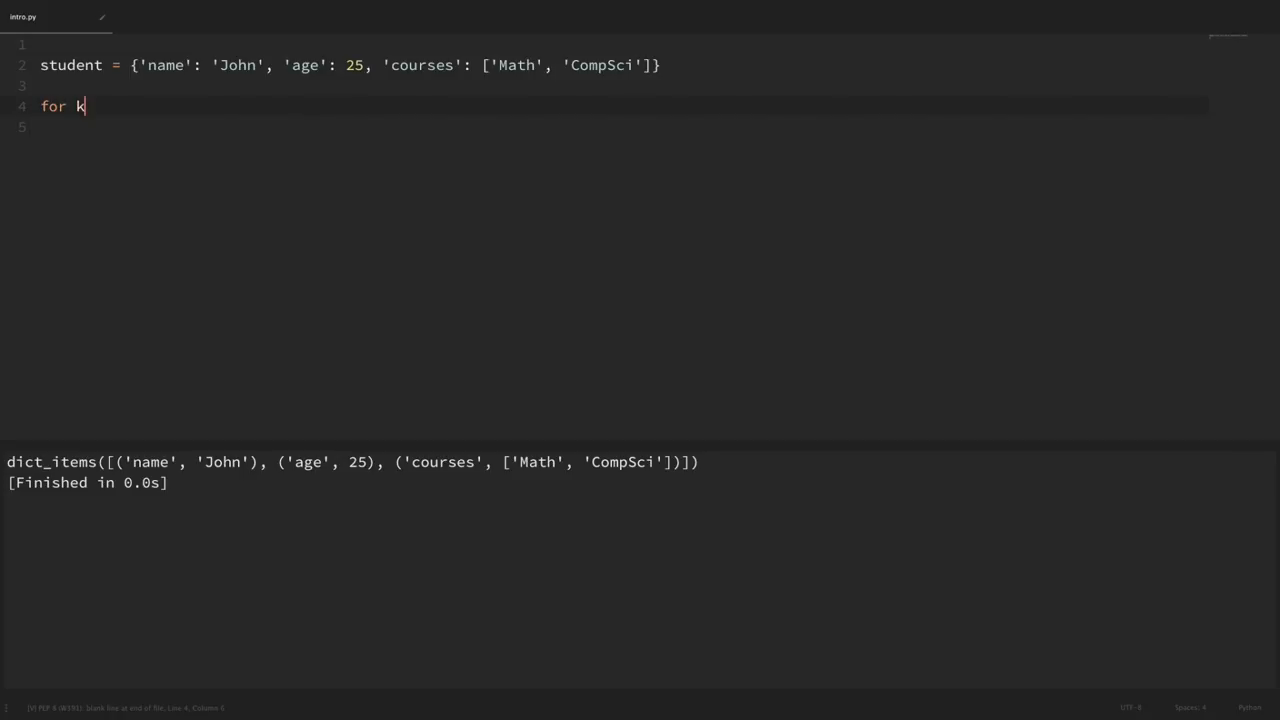 intro.py
1
2 student = {'name': 'John', 'age': 25, 'courses': ['Math', 'CompSci']}
3
4 for k
5
dict_items([('name', 'John'), ('age', 25), ('courses', ['Math', 'CompSci'])])
[Finished in 0.0s]
[V] PEP 8 (W391): blank line at end of file, Line 4, Column 6
UTF-8 Spaces: 4 Python